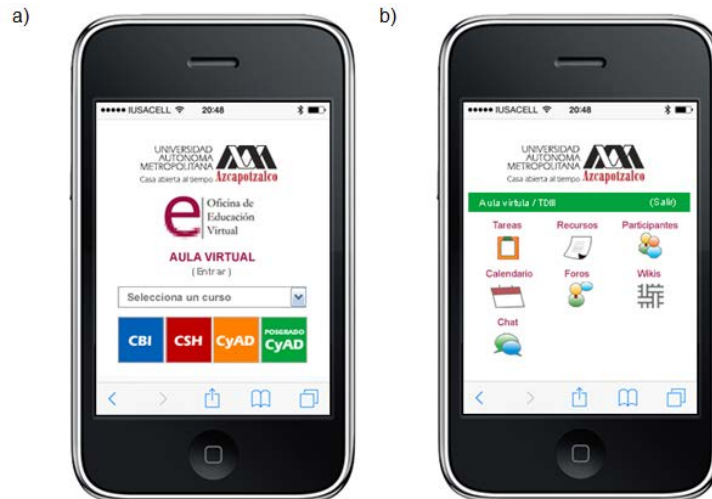 a)
IUSACELL 20:48
UNIVERSIDAD
AUTONOMA
METROPOLITANA
Casa abierta al tiempo Azcapotzalco
e Oficina de
Educación
Virtual
AULA VIRTUAL
(Entrar)
Selecciona un curso
CBI CSH CyAD POSGRADO CyAD
b)
IUSACELL 20:48
UNIVERSIDAD
AUTONOMA
METROPOLITANA
Casa abierta al tiempo Azcapotzalco
Aula virtula / TDIII (Salir)
Tareas Recursos Participantes
Calendario Foros Wikis
Chat